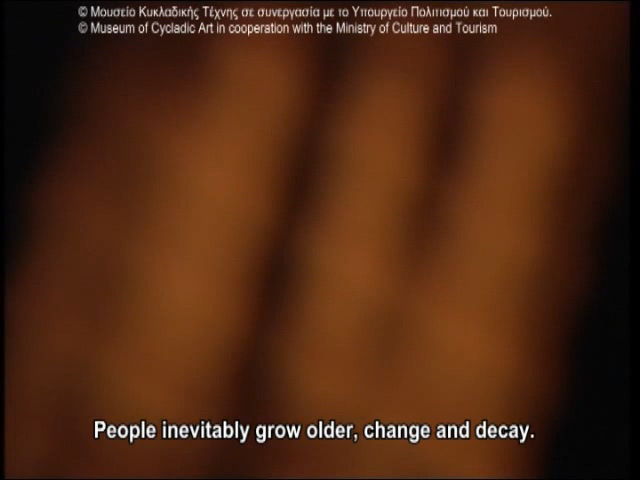 © Μουσείο Κυκλαδικής Τέχνης σε συνεργασία με το Υπουργείο Πολιτισμού και Τουρισμού.
© Museum of Cycladic Art in cooperation with the Ministry of Culture and Tourism
People inevitably grow older, change and decay.